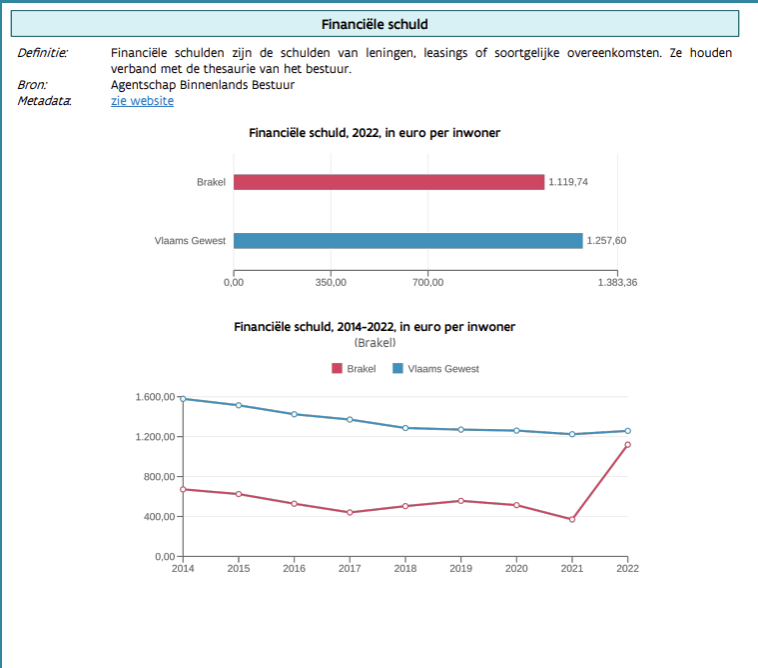 Financiële schuld
Definitie: Financiële schulden zijn de schulden van leningen, leasings of soortgelijke overeenkomsten. Ze houden
verband met de thesaurie van het bestuur.
Bron: Agentschap Binnenlands Bestuur
Metadata: zie website
Financiële schuld, 2022, in euro per inwoner
Brakel 1.119,74
Vlaams Gewest 1.257,60
0,00 350,00 700,00 1.383,36
Financiële schuld, 2014-2022, in euro per inwoner
(Brakel)
Brakel Vlaams Gewest
1.600,00
1.200,00
800,00
400,00
0,00
2014 2015 2016 2017 2018 2019 2020 2021 2022